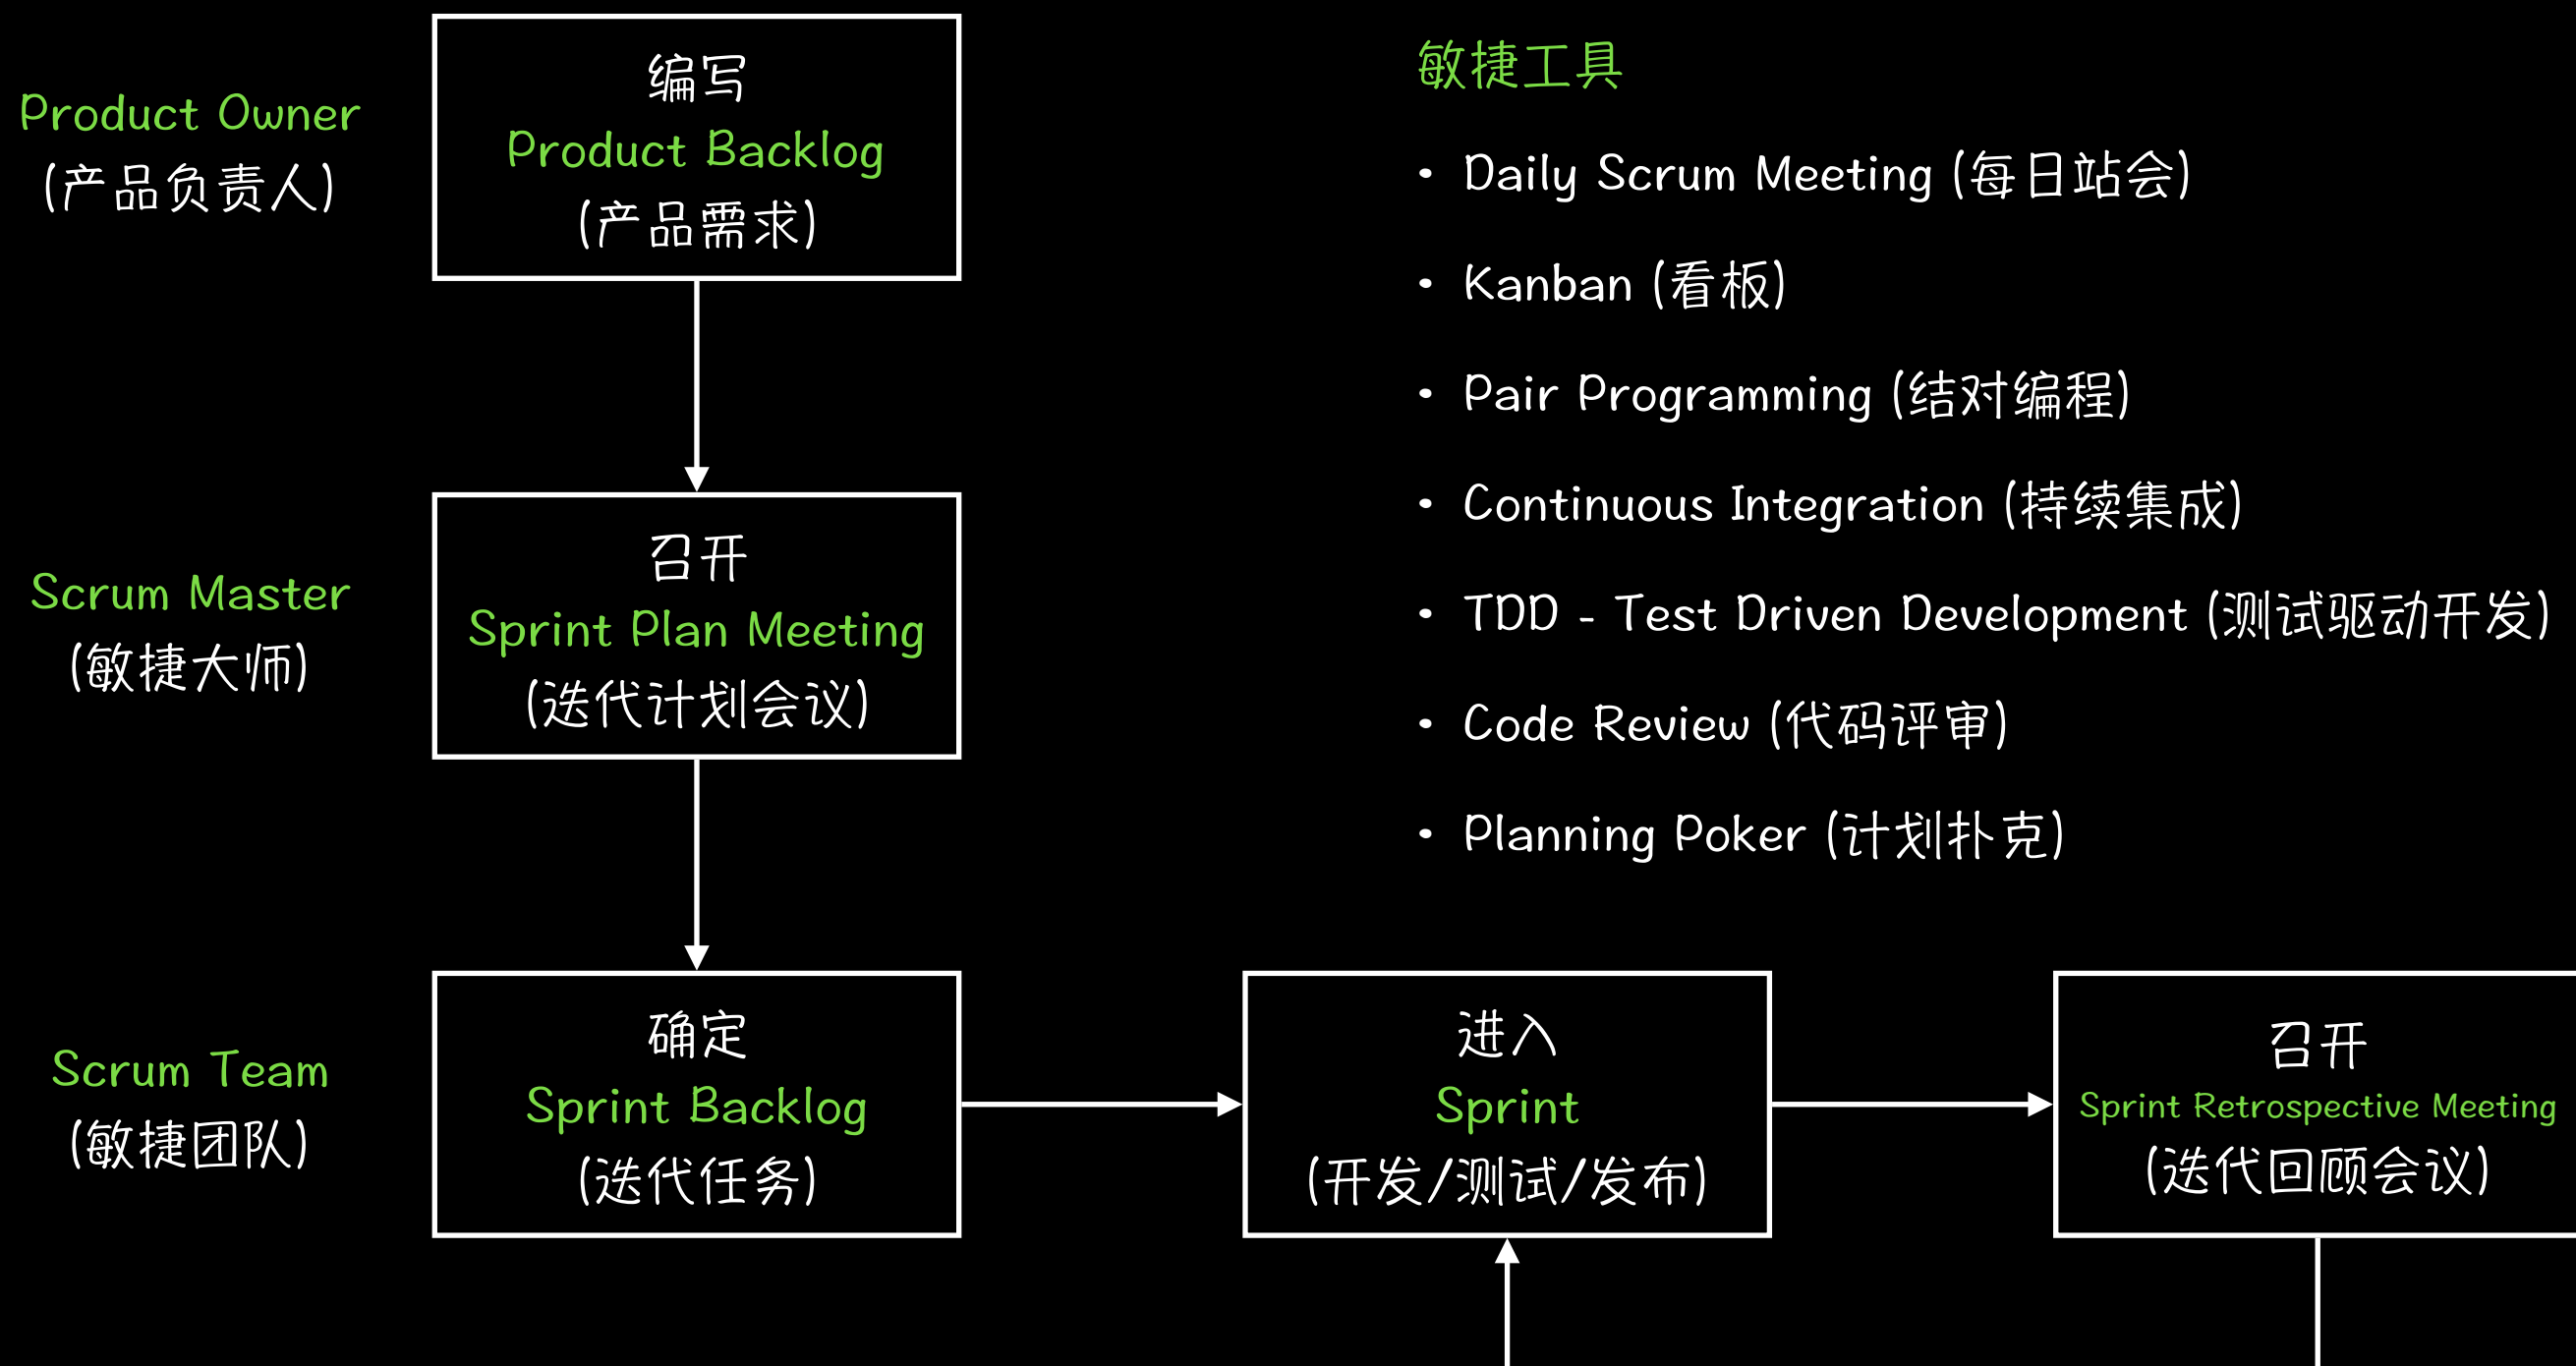 Product Owner
(产品负责人)
编写
Product Backlog
(产品需求)
Scrum Master
(敏捷大师)
召开
Sprint Plan Meeting
(迭代计划会议)
Scrum Team
(敏捷团队)
确定
Sprint Backlog
(迭代任务)
进入
Sprint
(开发/测试/发布)
召开
Sprint Retrospective Meeting
(迭代回顾会议)
敏捷工具
• Daily Scrum Meeting (每日站会)
• Kanban (看板)
• Pair Programming (结对编程)
• Continuous Integration (持续集成)
• TDD - Test Driven Development (测试驱动开发)
• Code Review (代码评审)
• Planning Poker (计划扑克)